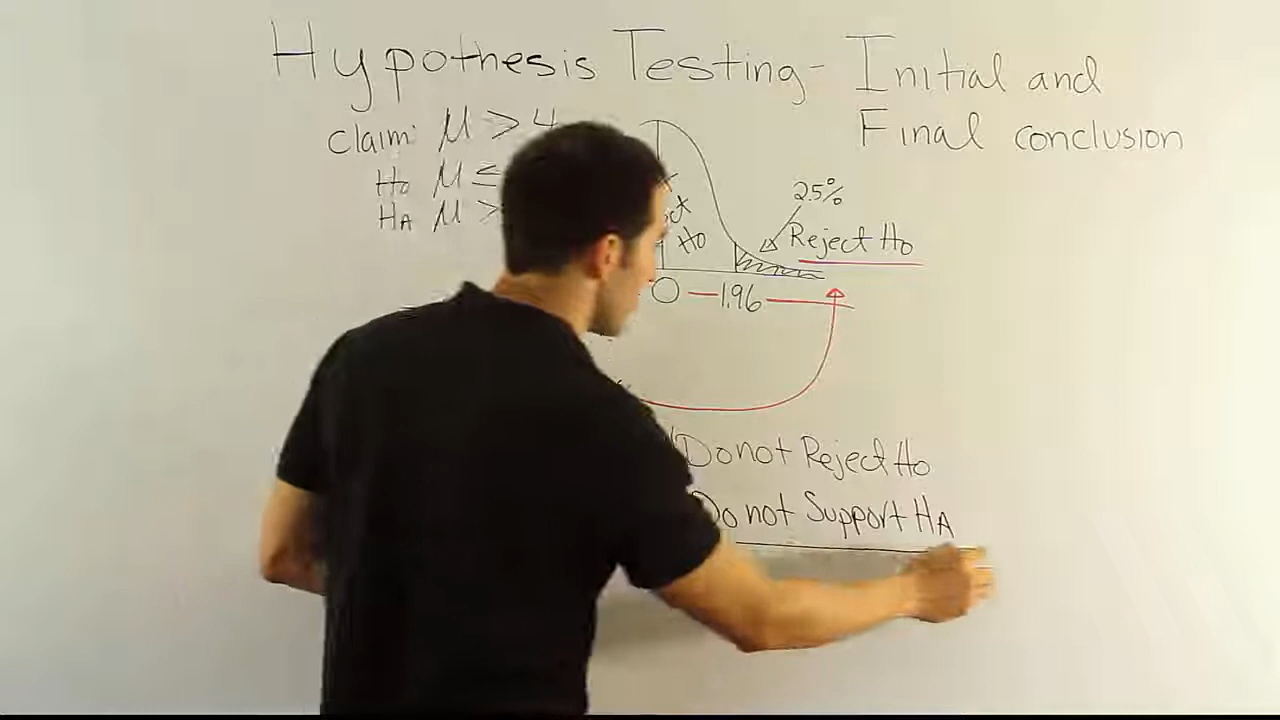 Hypothesis Testing - Initial and
Final conclusion
Claim: μ > 4
Ho μ ≤
HA μ >
Ho
2.5%
Reject Ho
0 1.96
Do not Reject Ho
Do not Support HA